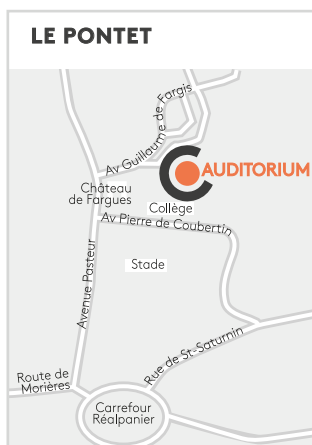 LE PONTET
Av Guillaume de Fargis
AUDITORIUM
Château
de Fargues
Collège
Av Pierre de Coubertin
Stade
Avenue Pasteur
Rue de St-Saturnin
Route de
Morières
Carrefour
Réalpanier